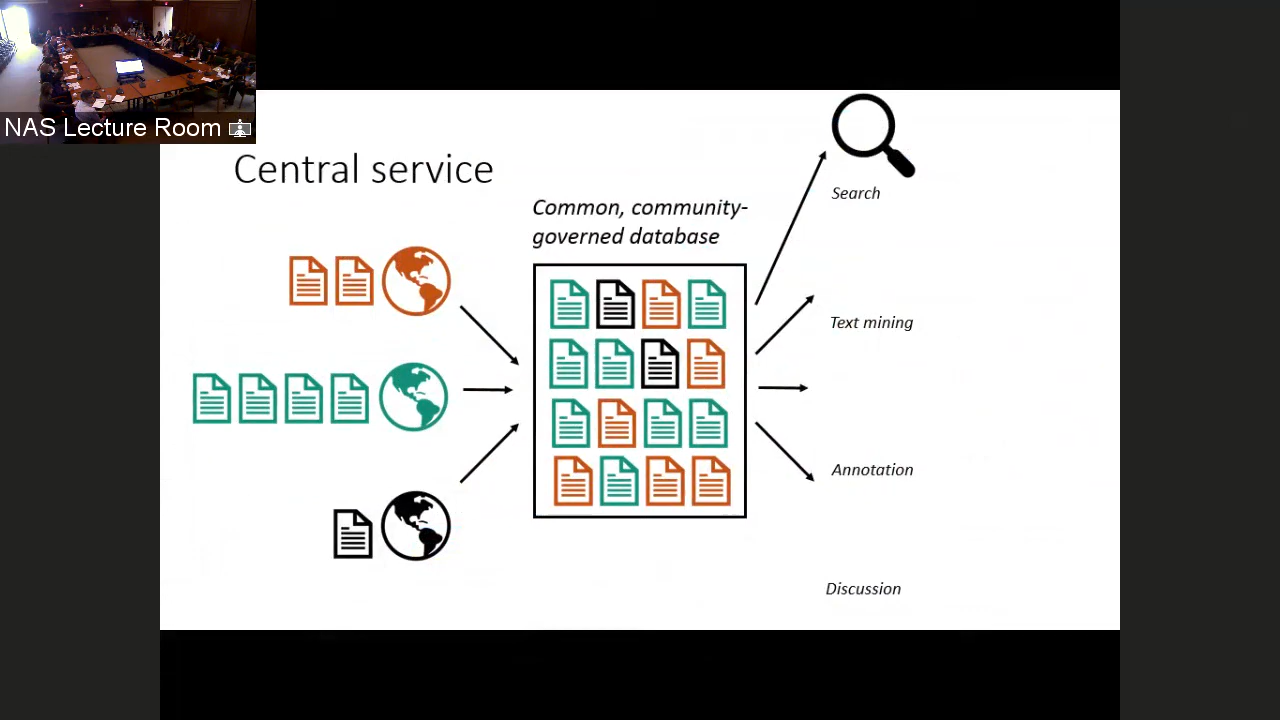 NAS Lecture Room
Central service
Common, community-
governed database
Search
Text mining
Annotation
Discussion